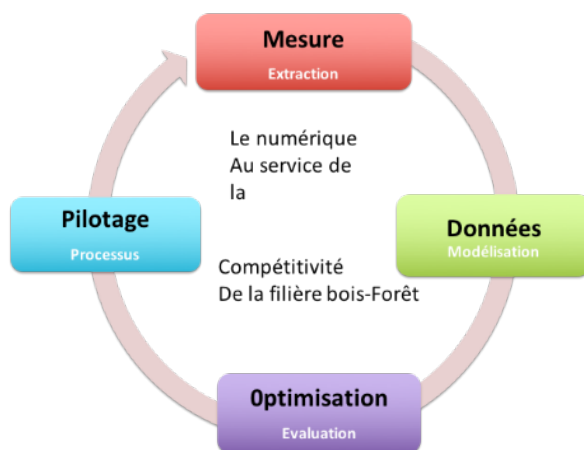 Mesure
Extraction
Le numérique
Au service de
la
Pilotage
Processus
Données
Modélisation
Compétitivité
De la filière bois-Forêt
0ptimisation
Evaluation